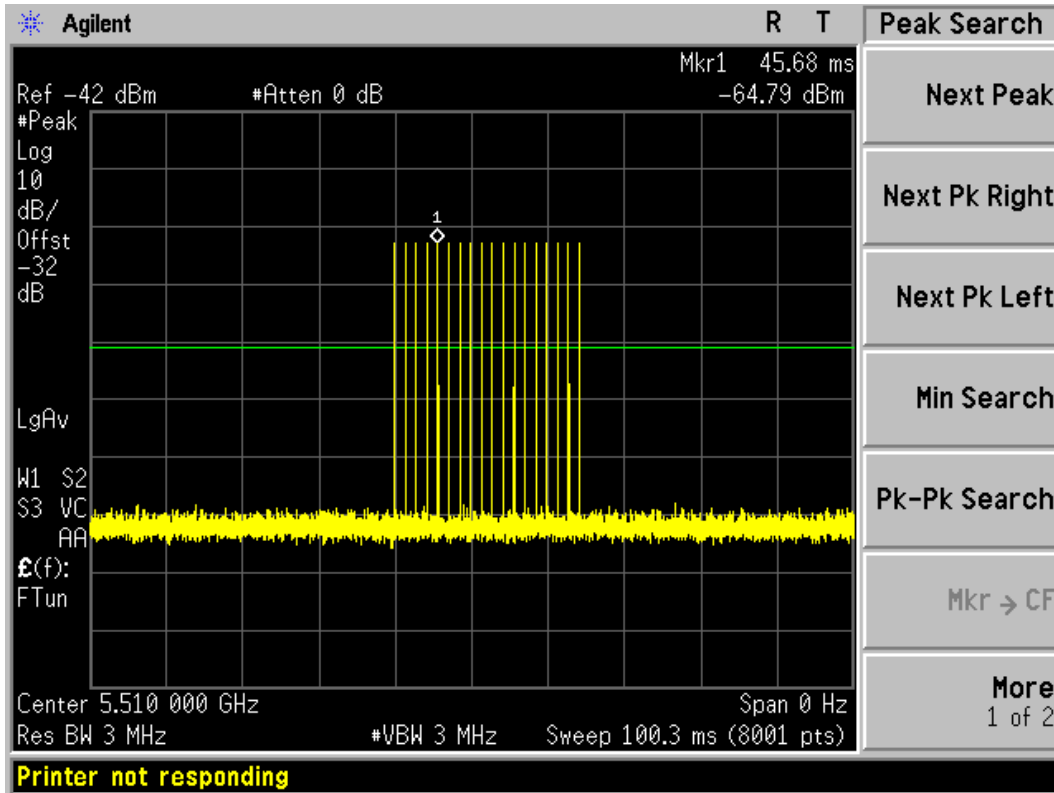 Agilent R T Peak Search
Mkr1 45.68 ms
Ref −42 dBm #Atten 0 dB −64.79 dBm
#Peak
Log
10
dB/
Offst
−32
dB
1
LgAv
W1 S2
S3 VC
AA
£(f):
FTun
Center 5.510 000 GHz Span 0 Hz
Res BW 3 MHz #VBW 3 MHz Sweep 100.3 ms (8001 pts)
Printer not responding
Next Peak
Next Pk Right
Next Pk Left
Min Search
Pk−Pk Search
Mkr → CF
More
1 of 2